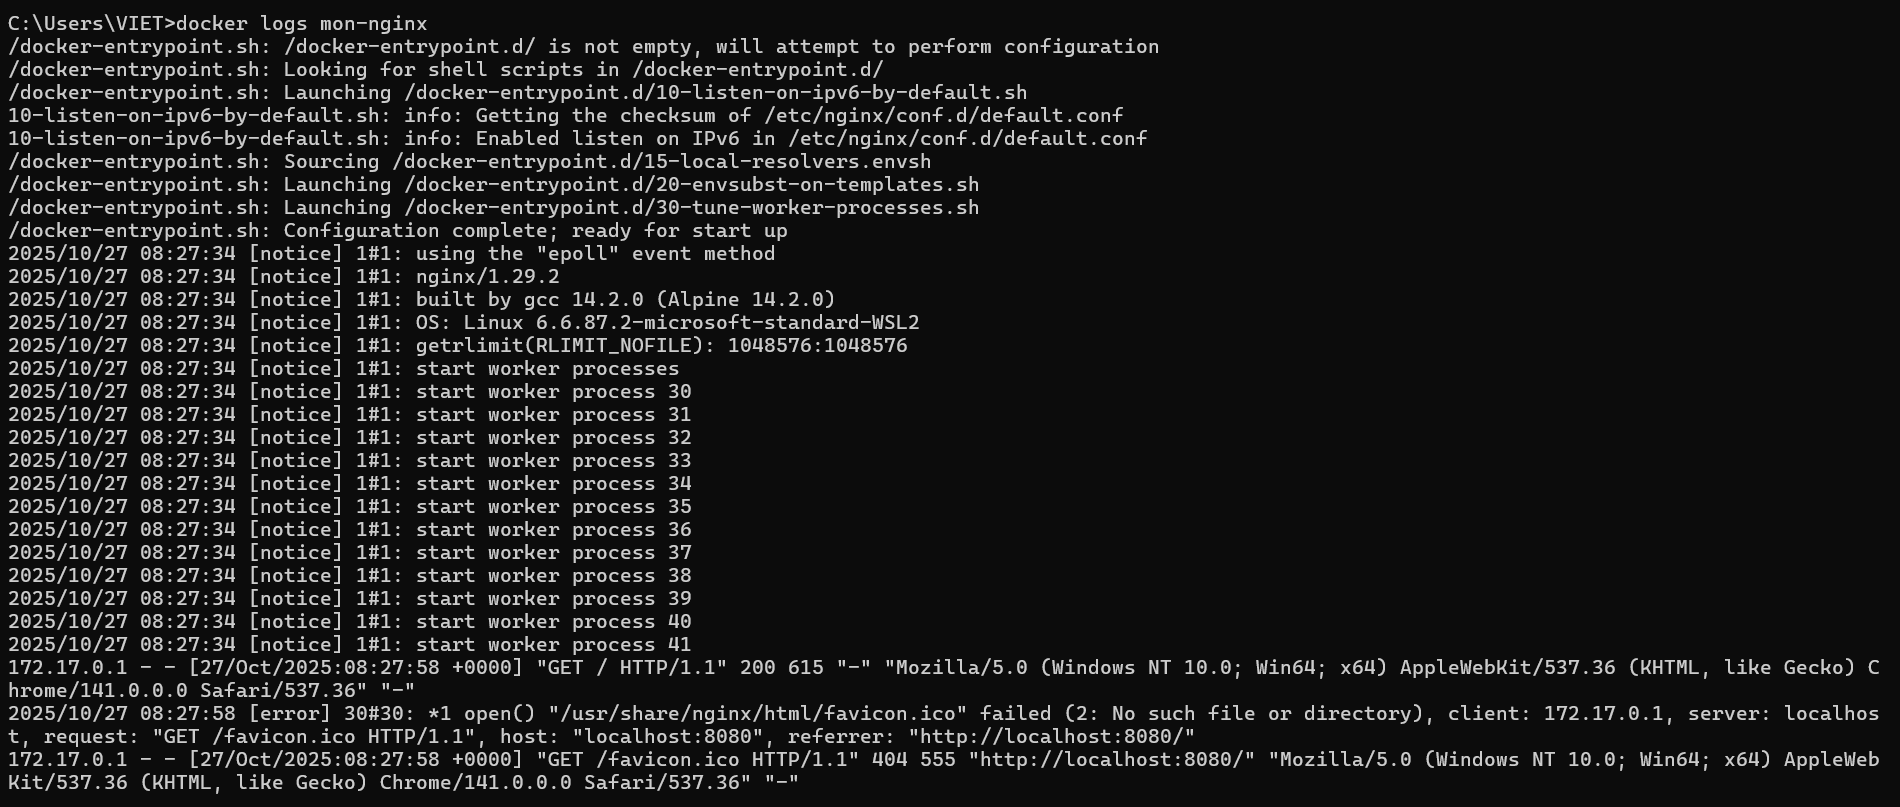 C:\Users\VIET>docker logs mon-nginx
/docker-entrypoint.sh: /docker-entrypoint.d/ is not empty, will attempt to perform configuration
/docker-entrypoint.sh: Looking for shell scripts in /docker-entrypoint.d/
/docker-entrypoint.sh: Launching /docker-entrypoint.d/10-listen-on-ipv6-by-default.sh
10-listen-on-ipv6-by-default.sh: info: Getting the checksum of /etc/nginx/conf.d/default.conf
10-listen-on-ipv6-by-default.sh: info: Enabled listen on IPv6 in /etc/nginx/conf.d/default.conf
/docker-entrypoint.sh: Sourcing /docker-entrypoint.d/15-local-resolvers.envsh
/docker-entrypoint.sh: Launching /docker-entrypoint.d/20-envsubst-on-templates.sh
/docker-entrypoint.sh: Launching /docker-entrypoint.d/30-tune-worker-processes.sh
/docker-entrypoint.sh: Configuration complete; ready for start up
2025/10/27 08:27:34 [notice] 1#1: using the "epoll" event method
2025/10/27 08:27:34 [notice] 1#1: nginx/1.29.2
2025/10/27 08:27:34 [notice] 1#1: built by gcc 14.2.0 (Alpine 14.2.0)
2025/10/27 08:27:34 [notice] 1#1: OS: Linux 6.6.87.2-microsoft-standard-WSL2
2025/10/27 08:27:34 [notice] 1#1: getrlimit(RLIMIT_NOFILE): 1048576:1048576
2025/10/27 08:27:34 [notice] 1#1: start worker processes
2025/10/27 08:27:34 [notice] 1#1: start worker process 30
2025/10/27 08:27:34 [notice] 1#1: start worker process 31
2025/10/27 08:27:34 [notice] 1#1: start worker process 32
2025/10/27 08:27:34 [notice] 1#1: start worker process 33
2025/10/27 08:27:34 [notice] 1#1: start worker process 34
2025/10/27 08:27:34 [notice] 1#1: start worker process 35
2025/10/27 08:27:34 [notice] 1#1: start worker process 36
2025/10/27 08:27:34 [notice] 1#1: start worker process 37
2025/10/27 08:27:34 [notice] 1#1: start worker process 38
2025/10/27 08:27:34 [notice] 1#1: start worker process 39
2025/10/27 08:27:34 [notice] 1#1: start worker process 40
2025/10/27 08:27:34 [notice] 1#1: start worker process 41
172.17.0.1 - - [27/Oct/2025:08:27:58 +0000] "GET / HTTP/1.1" 200 615 "-" "Mozilla/5.0 (Windows NT 10.0; Win64; x64) AppleWebKit/537.36 (KHTML, like Gecko) C
hrome/141.0.0.0 Safari/537.36" "-"
2025/10/27 08:27:58 [error] 30#30: *1 open() "/usr/share/nginx/html/favicon.ico" failed (2: No such file or directory), client: 172.17.0.1, server: localhos
t, request: "GET /favicon.ico HTTP/1.1", host: "localhost:8080", referrer: "http://localhost:8080/"
172.17.0.1 - - [27/Oct/2025:08:27:58 +0000] "GET /favicon.ico HTTP/1.1" 404 555 "http://localhost:8080/" "Mozilla/5.0 (Windows NT 10.0; Win64; x64) AppleWeb
Kit/537.36 (KHTML, like Gecko) Chrome/141.0.0.0 Safari/537.36" "-"